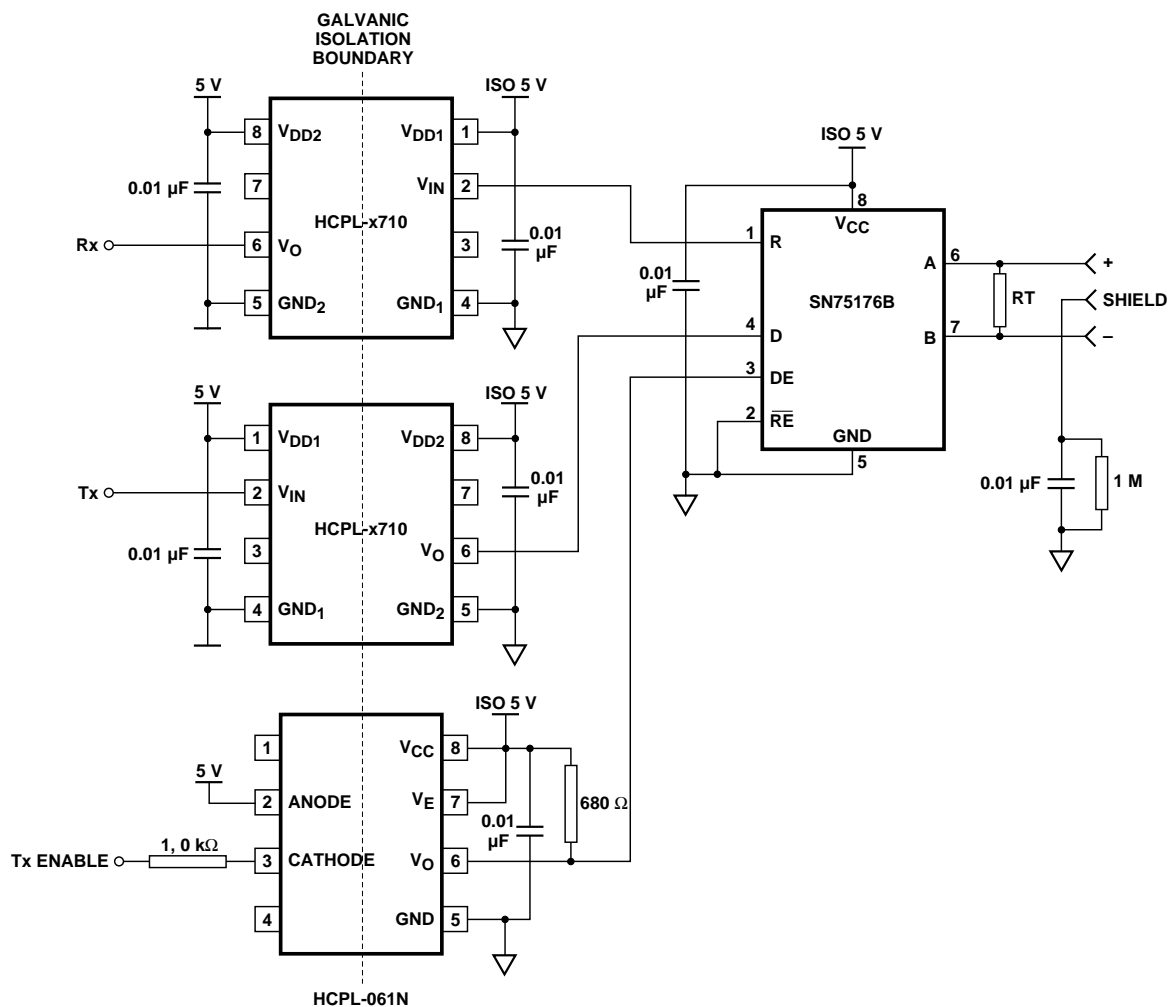 GALVANIC
ISOLATION
BOUNDARY
5 V
ISO 5 V
8 VDD2
VDD1 1
0.01 µF
7
VIN 2
HCPL-x710
Rx
6 VO
3
0.01
µF
5 GND2
GND1 4
5 V
ISO 5 V
1 VDD1
VDD2 8
Tx
2 VIN
7
0.01
µF
HCPL-x710
0.01 µF
3
VO 6
4 GND1
GND2 5
ISO 5 V
1
VCC 8
5 V
2 ANODE
VE 7
680 Ω
0.01
µF
Tx ENABLE
1, 0 kΩ
3 CATHODE
VO 6
4
GND 5
HCPL-061N
ISO 5 V
8
VCC
1 R
0.01
µF
A 6
+
SN75176B
RT
SHIELD
4 D
B 7
–
3 DE
2 RE
GND
5
0.01 µF
1 M